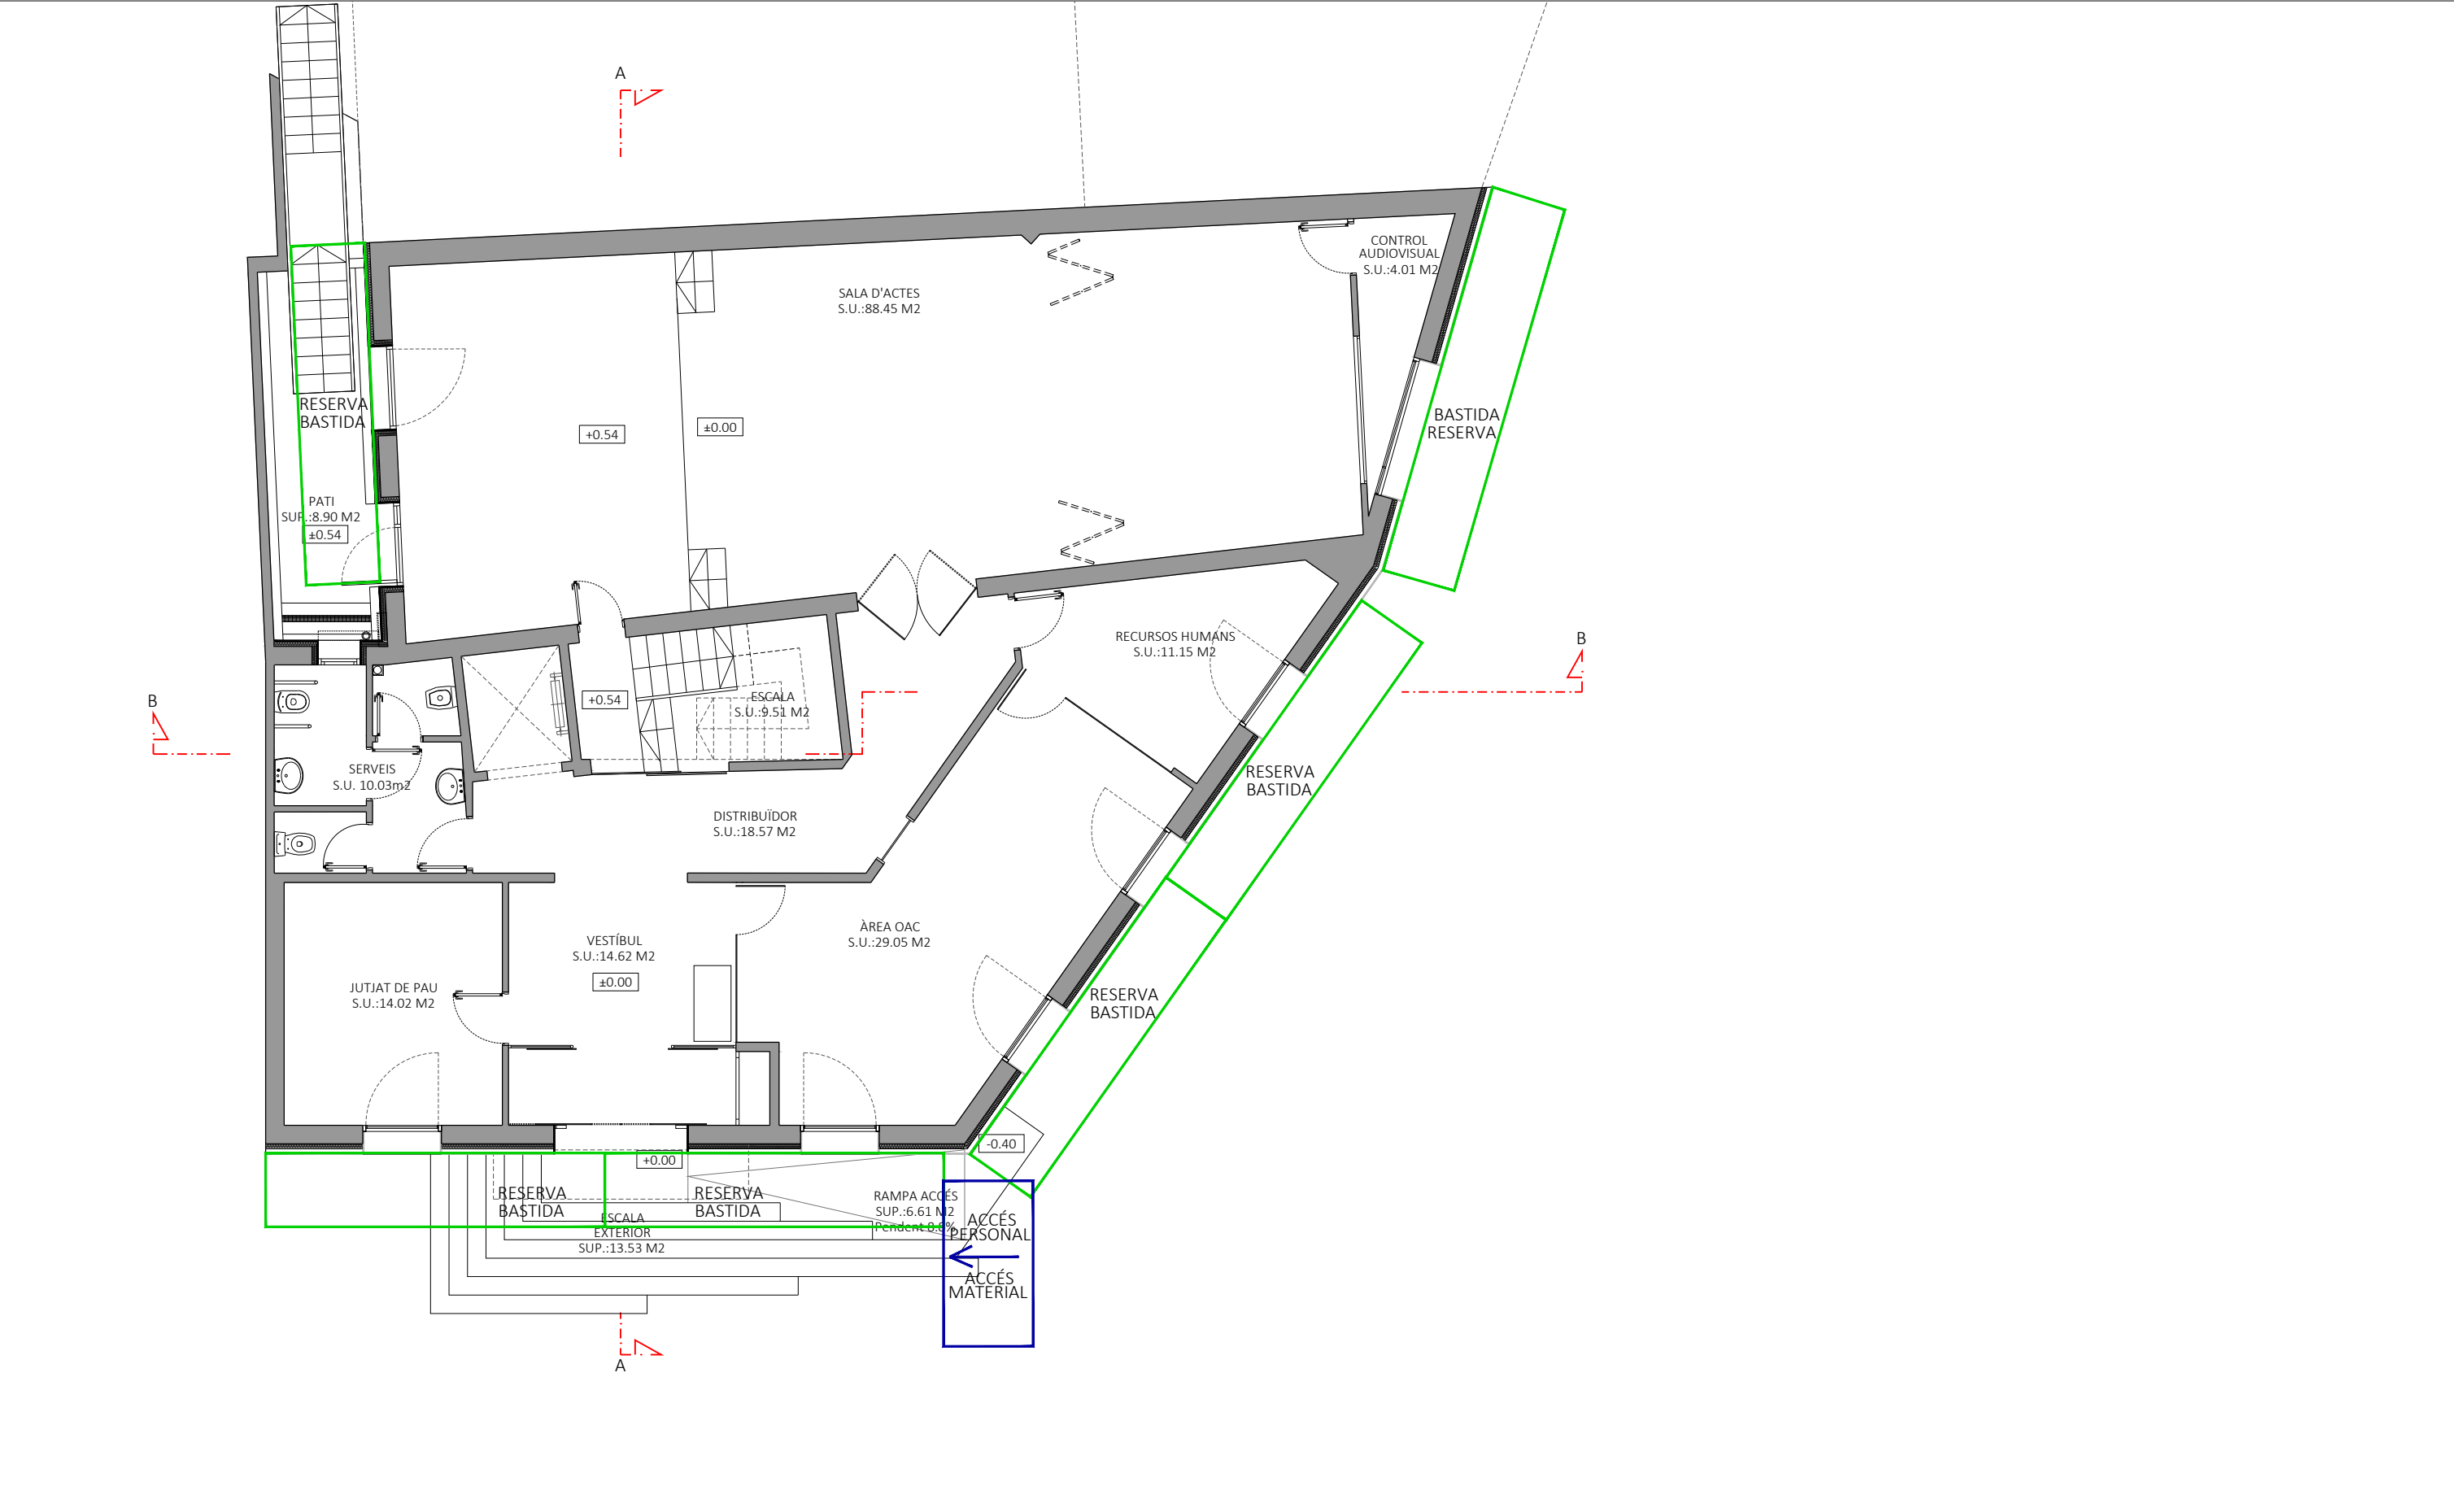 A
CONTROL
AUDIOVISUAL
S.U.:4.01 M2
SALA D'ACTES
S.U.:88.45 M2
RESERVA
BASTIDA
+0.54
±0.00
BASTIDA
RESERVA
PATI
SUP.:8.90 M2
±0.54
RECURSOS HUMANS
S.U.:11.15 M2
B
B
+0.54
ESCALA
S.U.:9.51 M2
SERVEIS
S.U. 10.03m2
RESERVA
BASTIDA
DISTRIBUÏDOR
S.U.:18.57 M2
ÀREA OAC
S.U.:29.05 M2
VESTÍBUL
S.U.:14.62 M2
±0.00
JUTJAT DE PAU
S.U.:14.02 M2
RESERVA
BASTIDA
-0.40
+0.00
RESERVA
BASTIDA
RESERVA
BASTIDA
RAMPA ACCÉS
SUP.:6.61 M2
Pendent 8.8%
ESCALA
EXTERIOR
SUP.:13.53 M2
ACCÉS
PERSONAL
ACCÉS
MATERIAL
A